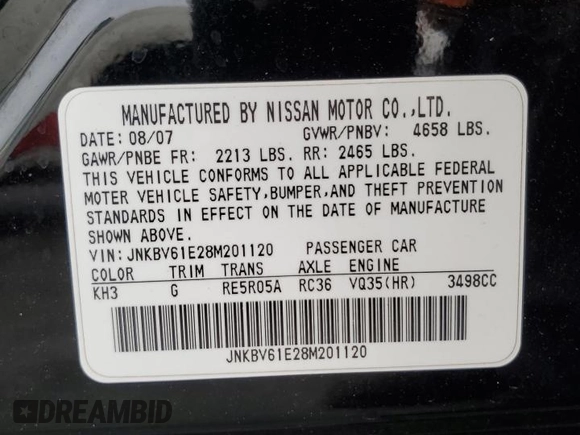 MANUFACTURED BY NISSAN MOTOR CO.,LTD.
DATE: 08/07 GVWR/PNBV: 4658 LBS.
GAWR/PNBE FR: 2213 LBS. RR: 2465 LBS.
THIS VEHICLE CONFORMS TO ALL APPLICABLE FEDERAL
MOTOR VEHICLE SAFETY,BUMPER,AND THEFT PREVENTION
STANDARDS IN EFFECT ON THE DATE OF MANUFACTURE
SHOWN ABOVE.
VIN:JNKBV61E28M201120 PASSENGER CAR
COLOR TRIM TRANS AXLE ENGINE
KH3 G RE5R05A RC36 VQ35(HR) 3498CC
JNKBV61E28M201120
DREAMBID